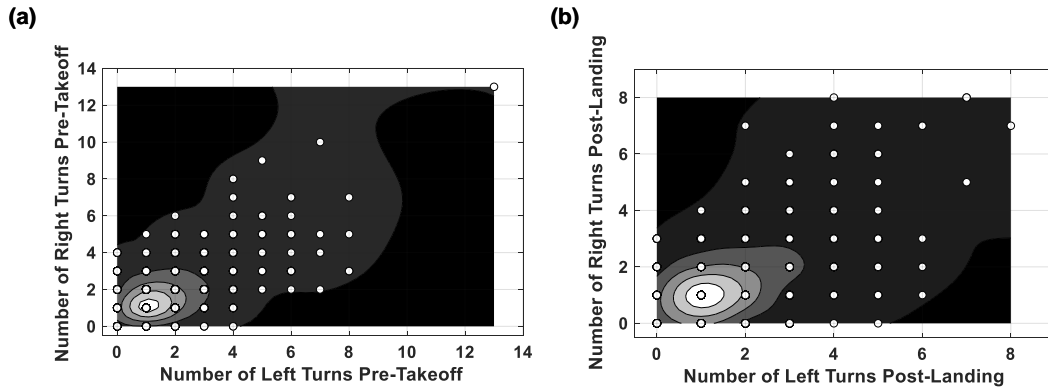 (a)
Number of Right Turns Pre-Takeoff
14
12
10
8
6
4
2
0
0 2 4 6 8 10 12 14
Number of Left Turns Pre-Takeoff
(b)
Number of Right Turns Post-Landing
8
6
4
2
0
0 2 4 6 8
Number of Left Turns Post-Landing